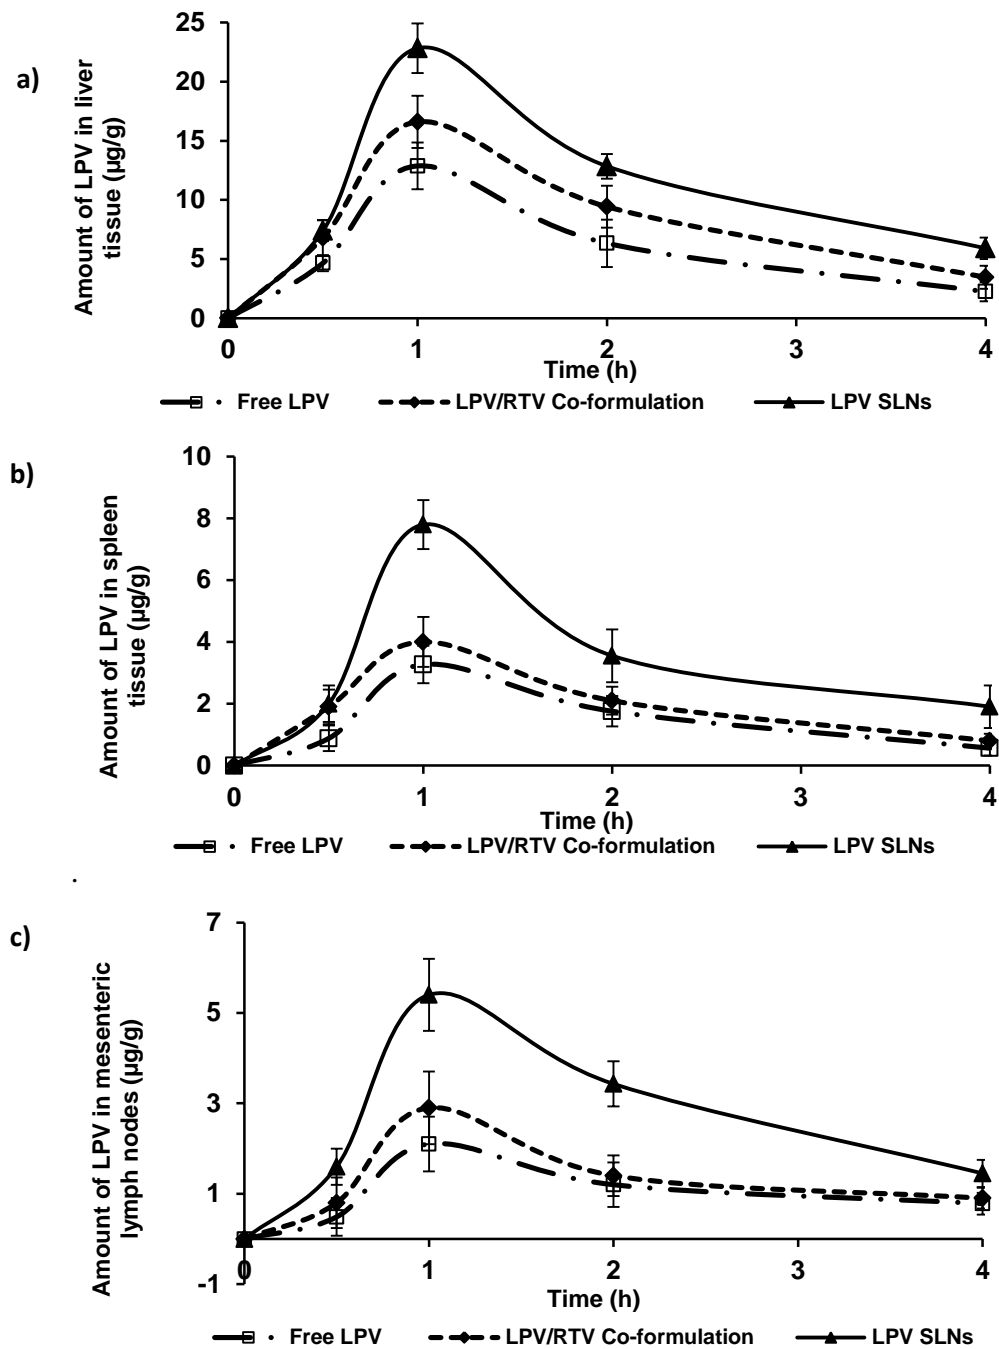 a)
Amount of LPV in liver
tissue (µg/g)
25
20
15
10
5
0
0 1 2 3 4
Time (h)
Free LPV LPV/RTV Co-formulation LPV SLNs
b)
Amount of LPV in spleen
tissue (µg/g)
10
8
6
4
2
0
0 1 2 3 4
Time (h)
Free LPV LPV/RTV Co-formulation LPV SLNs
.
c)
Amount of LPV in mesenteric
lymph nodes (µg/g)
7
5
3
1
-1
0 1 2 3 4
Time (h)
Free LPV LPV/RTV Co-formulation LPV SLNs